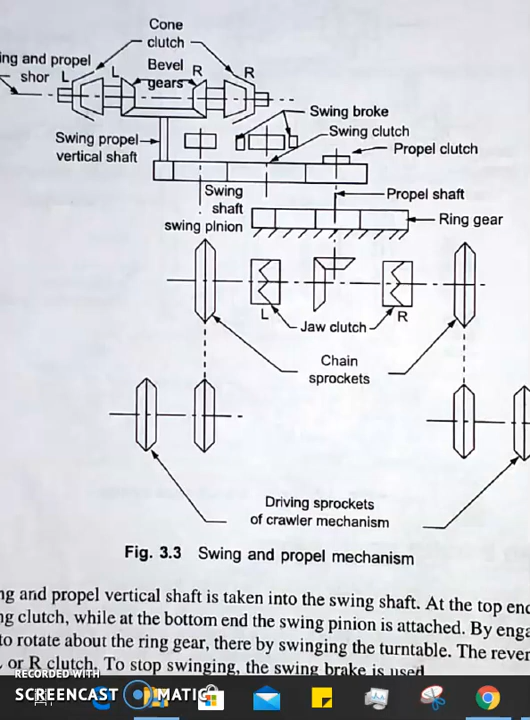 Cone
clutch
ing and propel
shor L
L
Bevel
gears
R
R
Swing broke
Swing clutch
Propel clutch
Swing propel
vertical shaft
Swing
shaft
swing pinion
Propel shaft
Ring gear
L
Jaw clutch
R
Chain
sprockets
Driving sprockets
of crawler mechanism
Fig. 3.3 Swing and propel mechanism
ng and propel vertical shaft is taken into the swing shaft. At the top end
ng clutch, while at the bottom end the swing pinion is attached. By enga
to rotate about the ring gear, there by swinging the turntable. The rever
or R clutch. To stop swinging, the swing brake is used
RECORDED WITH
SCREENCAST MATIC